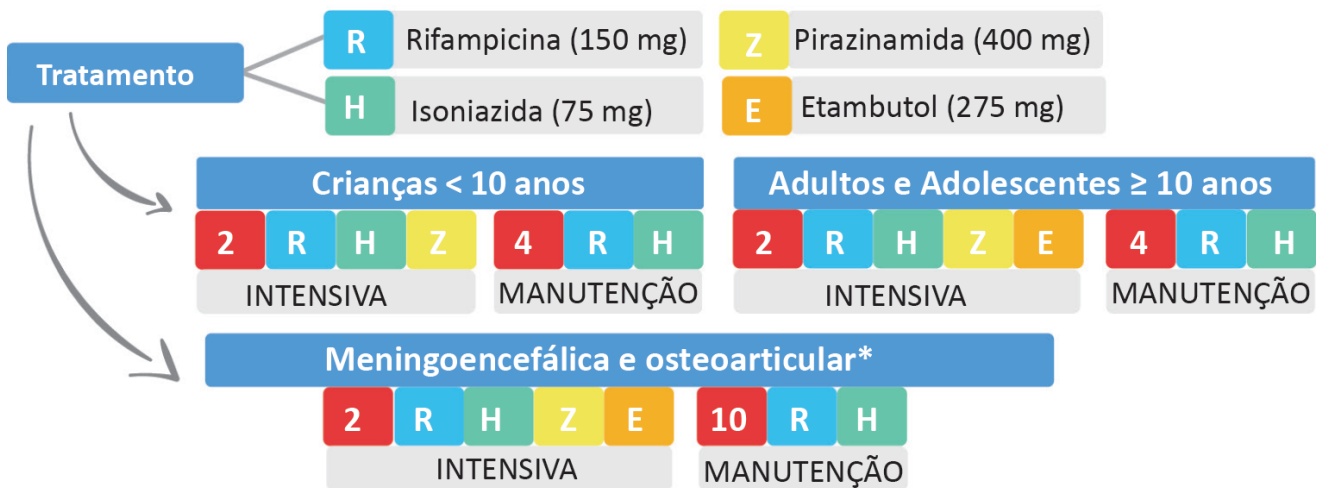 Tratamento
R Rifampicina (150 mg)
Z Pirazinamida (400 mg)
H Isoniazida (75 mg)
E Etambutol (275 mg)
Crianças < 10 anos
2 R H Z 4 R H
INTENSIVA MANUTENÇÃO
Adultos e Adolescentes ≥ 10 anos
2 R H Z E 4 R H
INTENSIVA MANUTENÇÃO
Meningoencefálica e osteoarticular*
2 R H Z E 10 R H
INTENSIVA MANUTENÇÃO